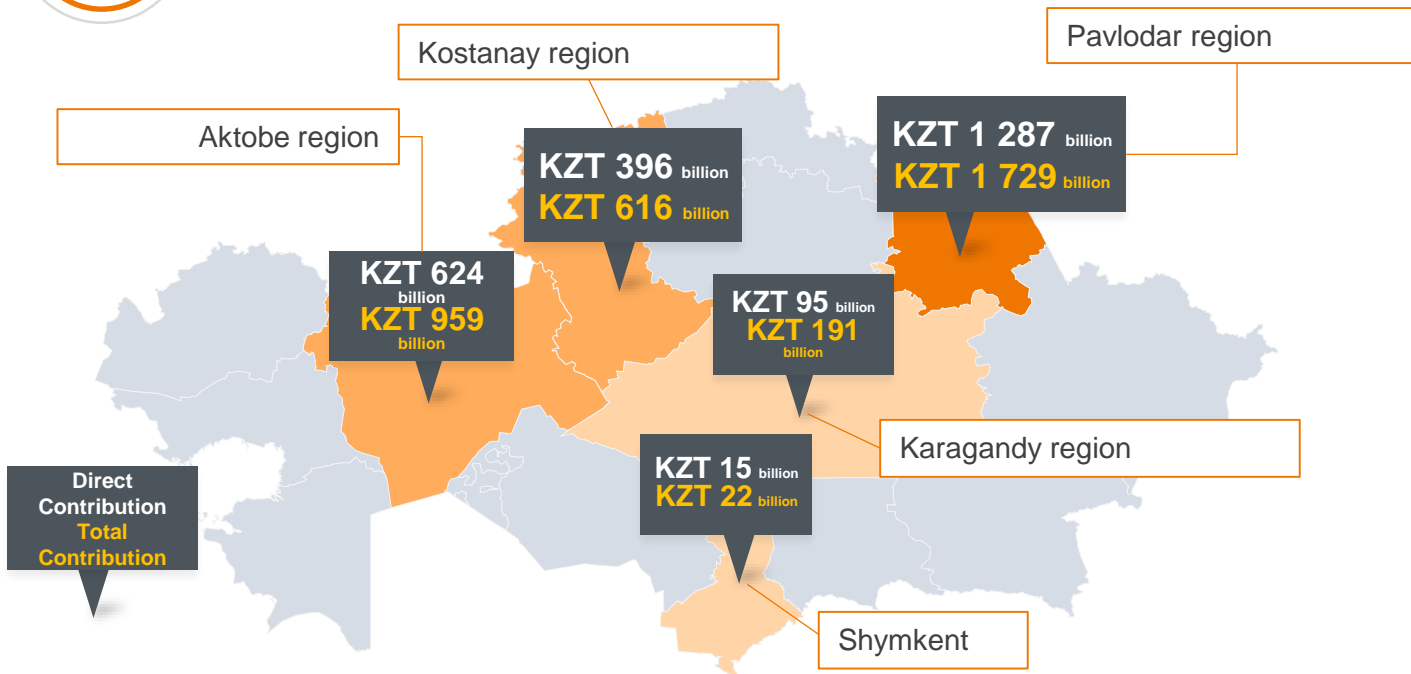 Pavlodar region
Kostanay region
Aktobe region
KZT 1 287 billion
KZT 1 729 billion
KZT 396 billion
KZT 616 billion
KZT 624
billion
KZT 959
billion
KZT 95 billion
KZT 191
billion
Karagandy region
KZT 15 billion
KZT 22 billion
Direct
Contribution
Total
Contribution
Shymkent